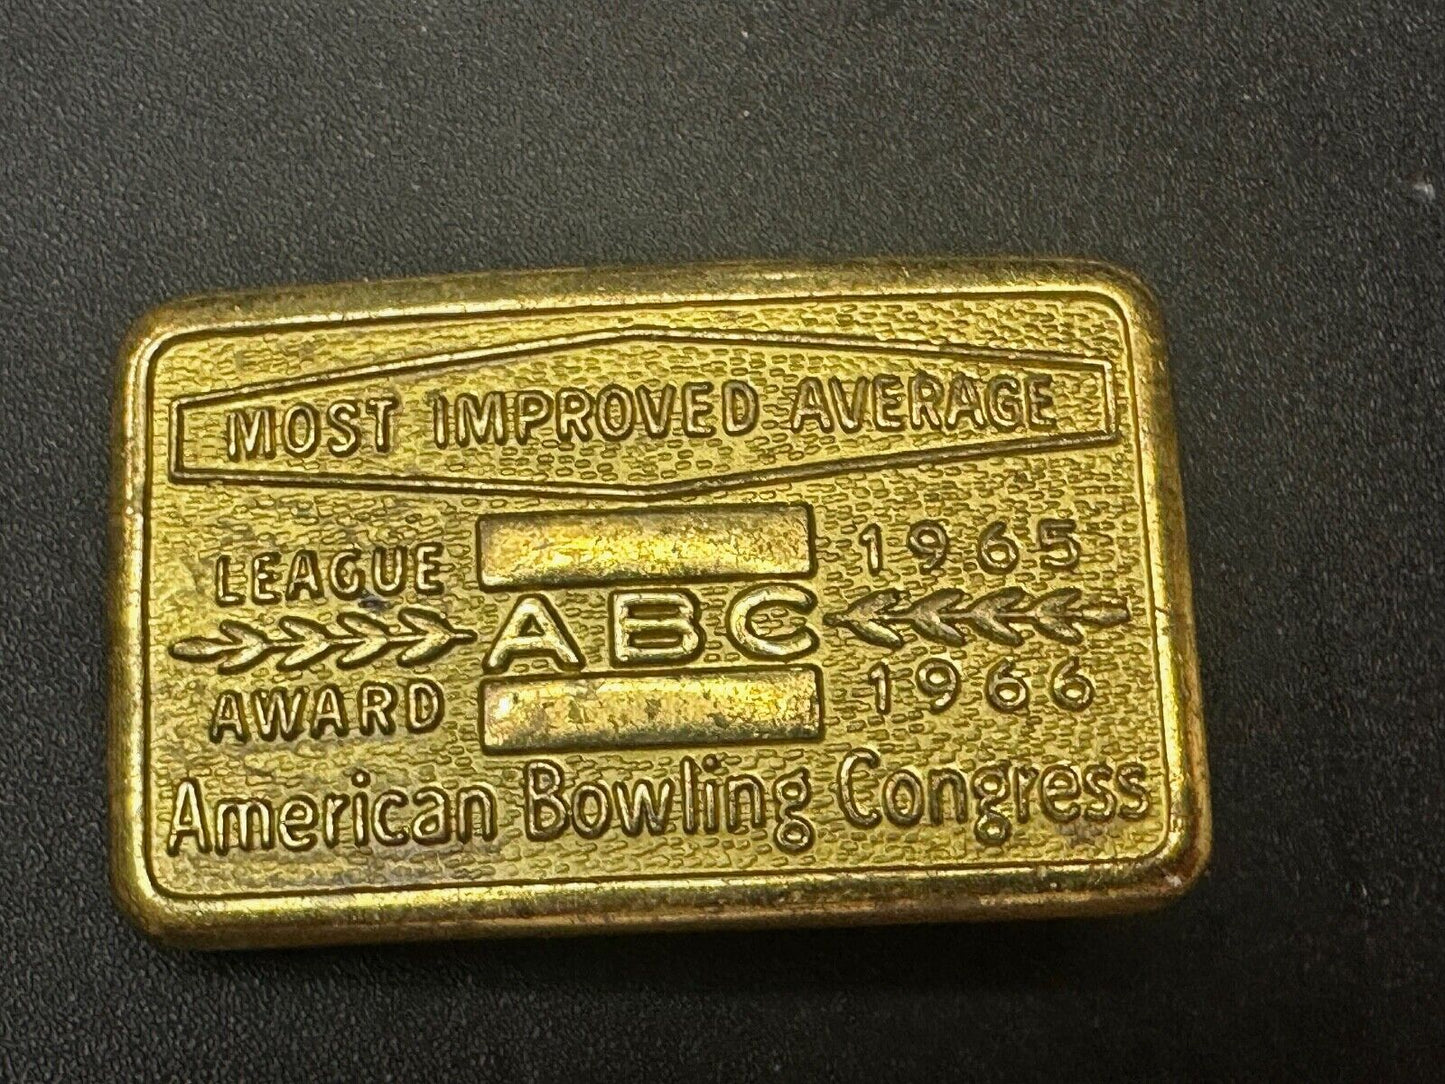 MOST IMPROVED AVERAGE
LEAGUE
AWARD
ABC
1965
1966
American Bowling Congress